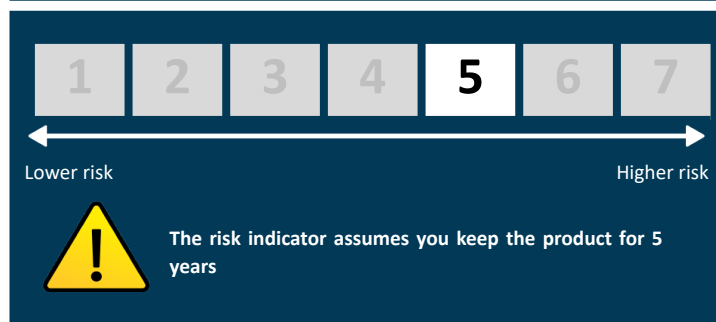 1 2 3 4 5 6 7
Lower risk Higher risk
The risk indicator assumes you keep the product for 5
years